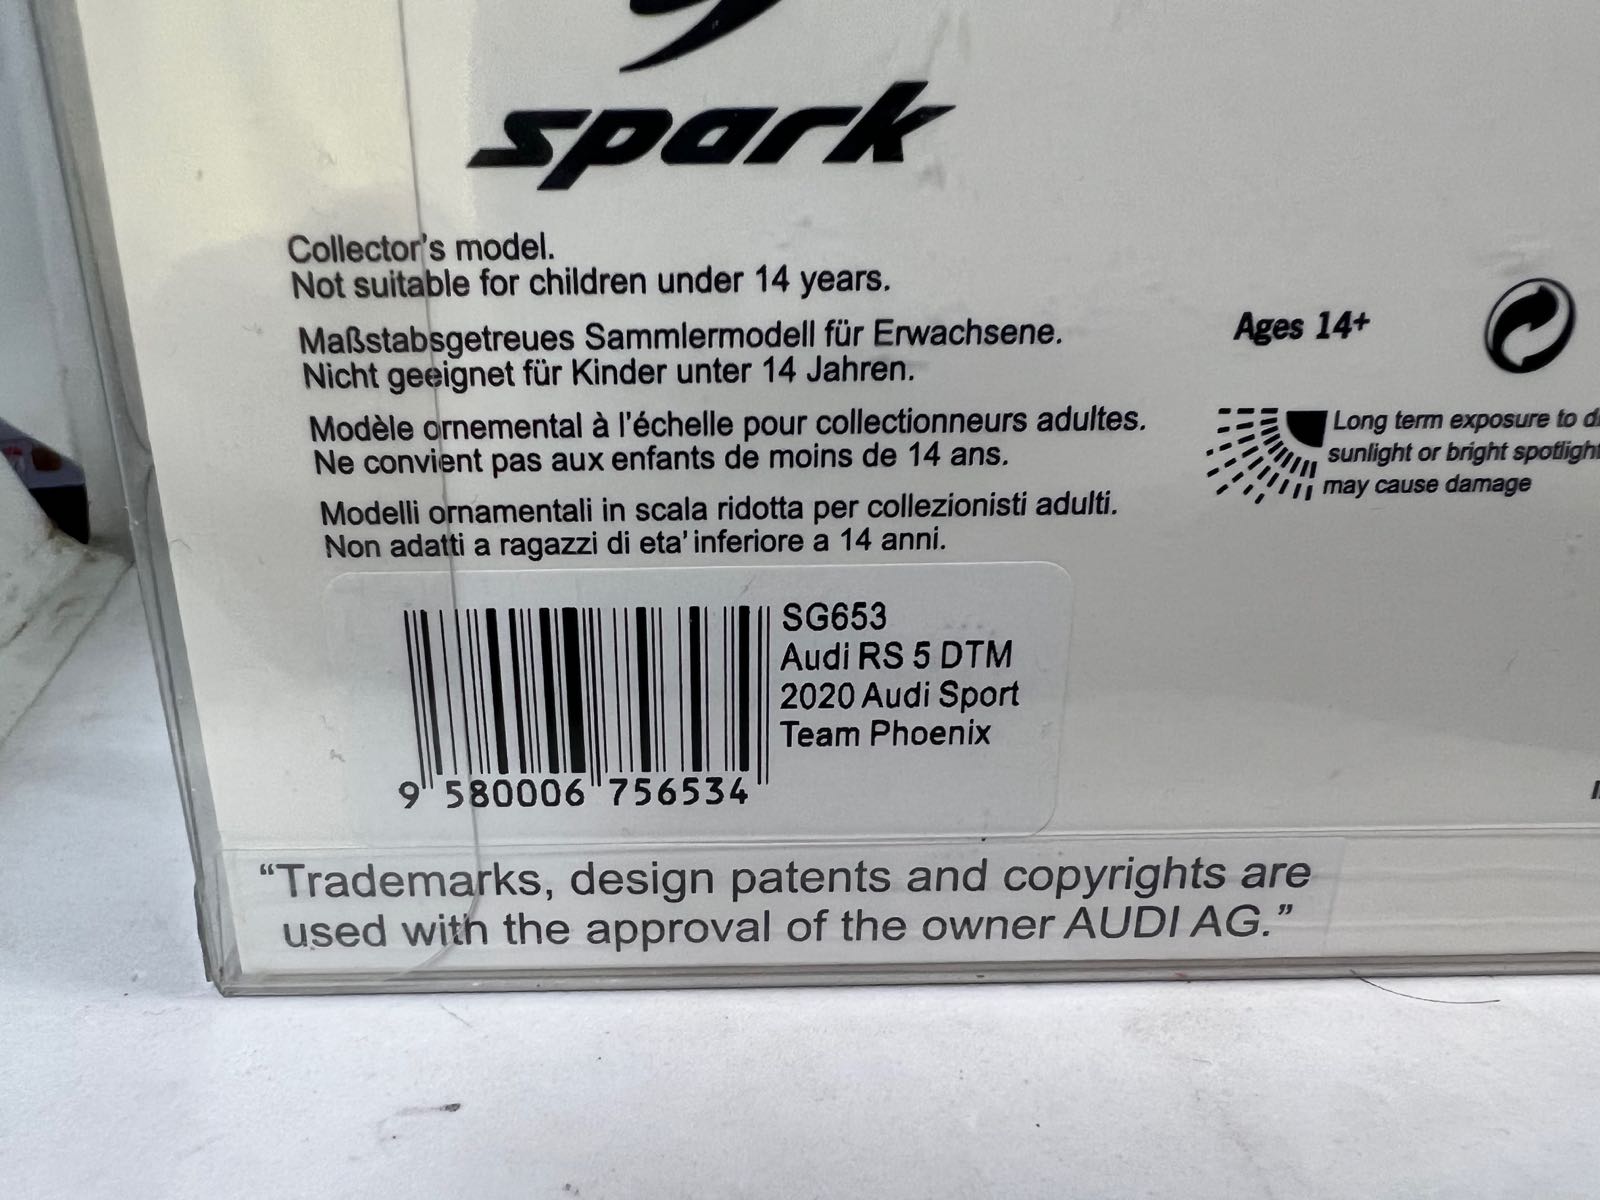 spark
Collector's model.
Not suitable for children under 14 years.
Maßstabsgetreues Sammlermodell für Erwachsene.
Nicht geeignet für Kinder unter 14 Jahren.
Modèle ornemental à l'échelle pour collectionneurs adultes.
Ne convient pas aux enfants de moins de 14 ans.
Modelli ornamentali in scala ridotta per collezionisti adulti.
Non adatti a ragazzi di eta' inferiore a 14 anni.
Ages 14+
Long term exposure to
sunlight or bright spotlight
may cause damage
SG653
Audi RS 5 DTM
2020 Audi Sport
Team Phoenix
9 580006 756534
“Trademarks, design patents and copyrights are
used with the approval of the owner AUDI AG.”